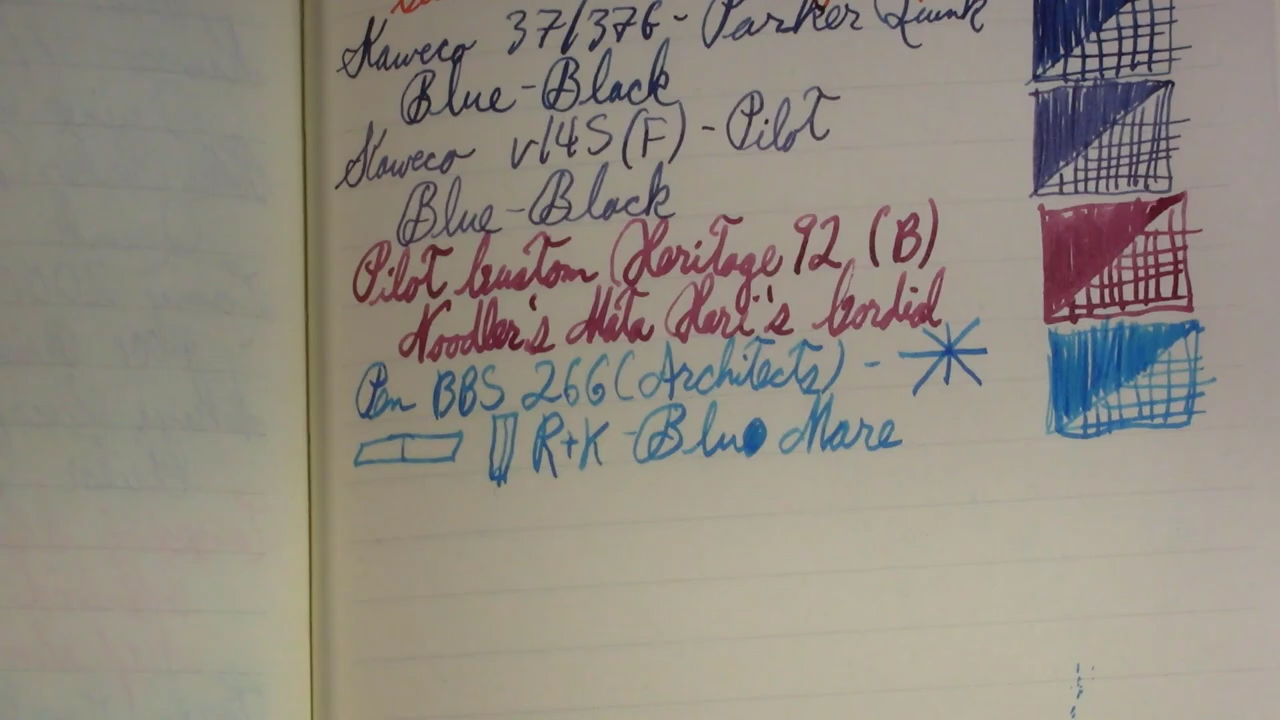 Kaweco 37/376 - Parker Quink
Blue-Black
Kaweco V14S (F) - Pilot
Blue-Black
Pilot Custom Heritage 92 (B)
Noodler's Mata Hari's Cordial
Pen BBS 266 (Architects) -
R+K Blu Mare